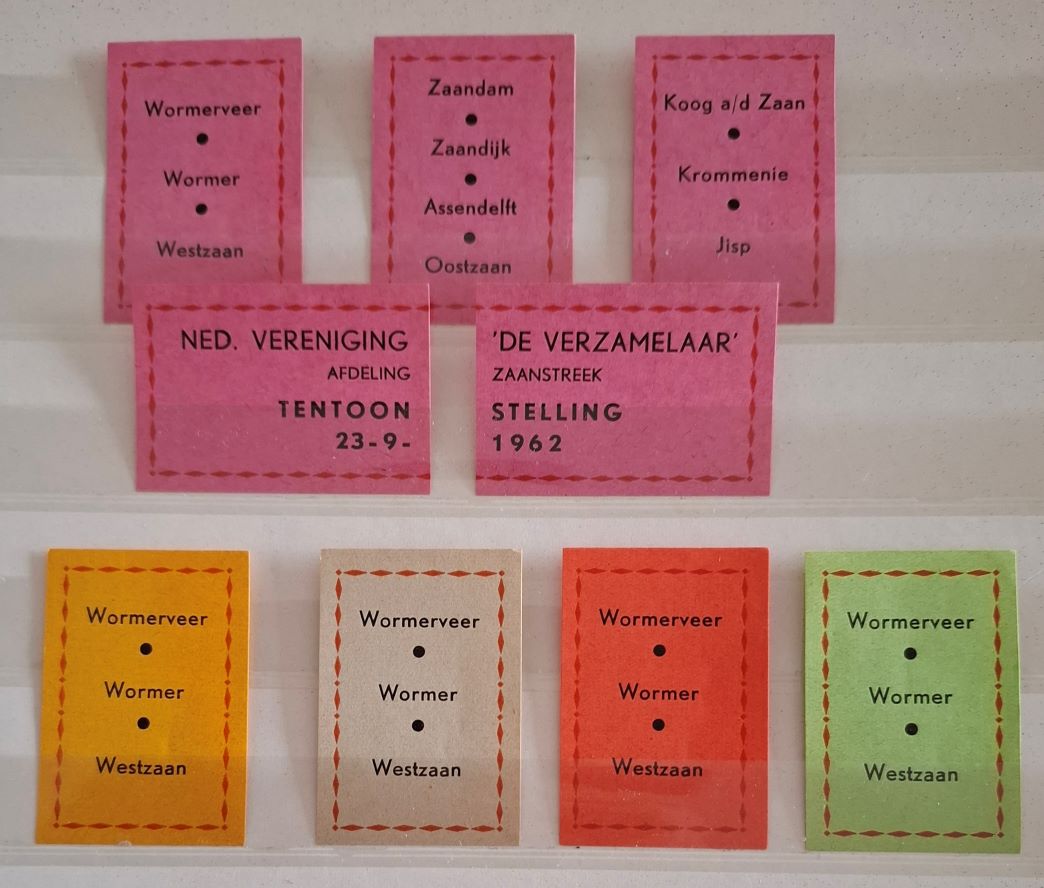 Wormerveer
Wormer
Westzaan
Zaandam
Zaandijk
Assendelft
Oostzaan
Koog a/d Zaan
Krommenie
Jisp
NED. VERENIGING
AFDELING
TENTOON
23-9-
'DE VERZAMELAAR'
ZAANSTREEK
STELLING
1962
Wormerveer
Wormer
Westzaan
Wormerveer
Wormer
Westzaan
Wormerveer
Wormer
Westzaan
Wormerveer
Wormer
Westzaan